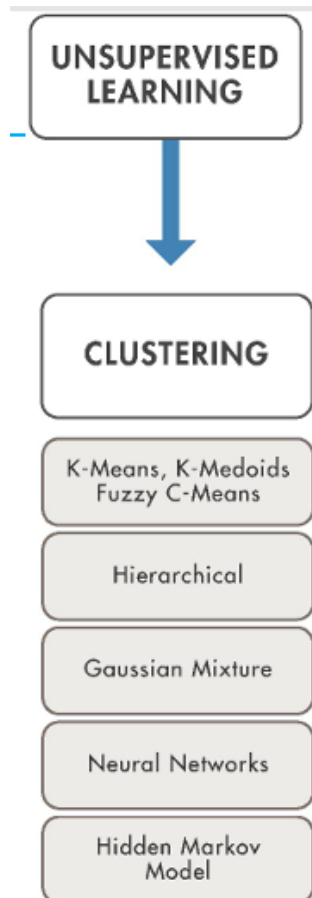 UNSUPERVISED
LEARNING
CLUSTERING
K-Means, K-Medoids
Fuzzy C-Means
Hierarchical
Gaussian Mixture
Neural Networks
Hidden Markov
Model